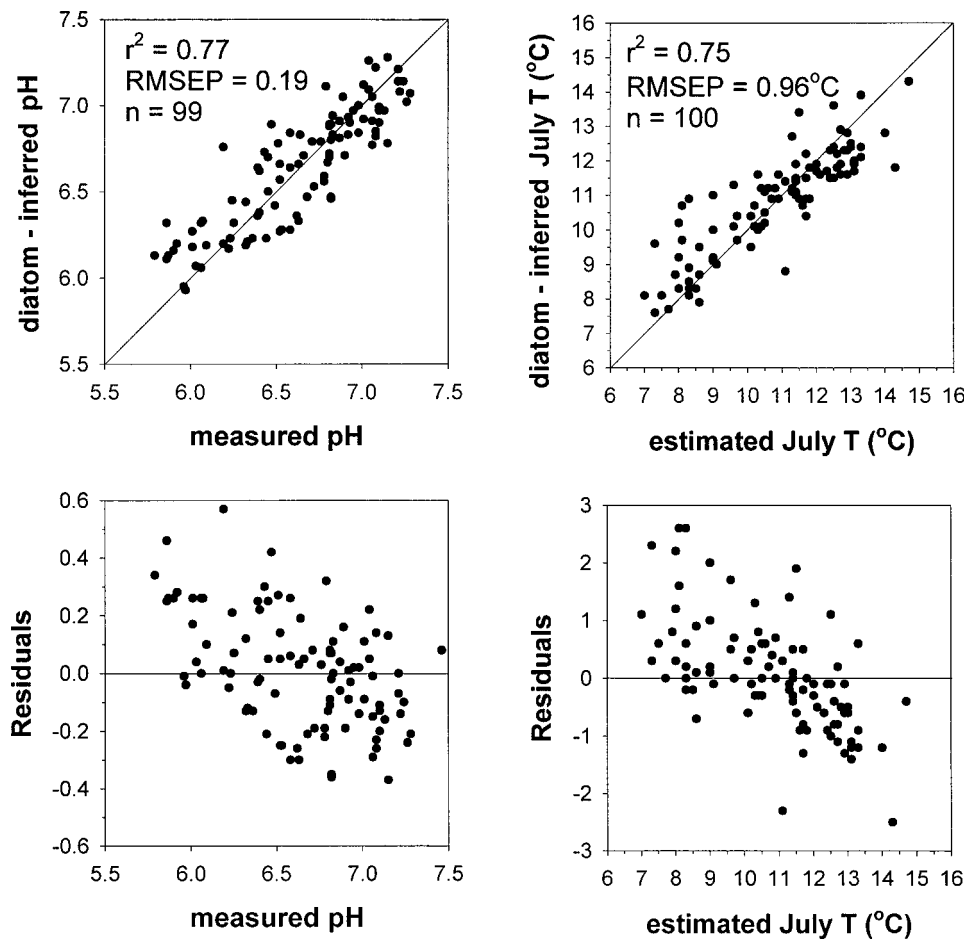 7.5
7.0
6.5
6.0
5.5
diatom - inferred pH
r² = 0.77
RMSEP = 0.19
n = 99
5.5 6.0 6.5 7.0 7.5
measured pH
16
15
14
13
12
11
10
9
8
7
6
diatom - inferred July T (°C)
r² = 0.75
RMSEP = 0.96°C
n = 100
6 7 8 9 10 11 12 13 14 15 16
estimated July T (°C)
0.6
0.4
0.2
0.0
-0.2
-0.4
-0.6
Residuals
5.5 6.0 6.5 7.0 7.5
measured pH
3
2
1
0
-1
-2
-3
Residuals
6 7 8 9 10 11 12 13 14 15 16
estimated July T (°C)